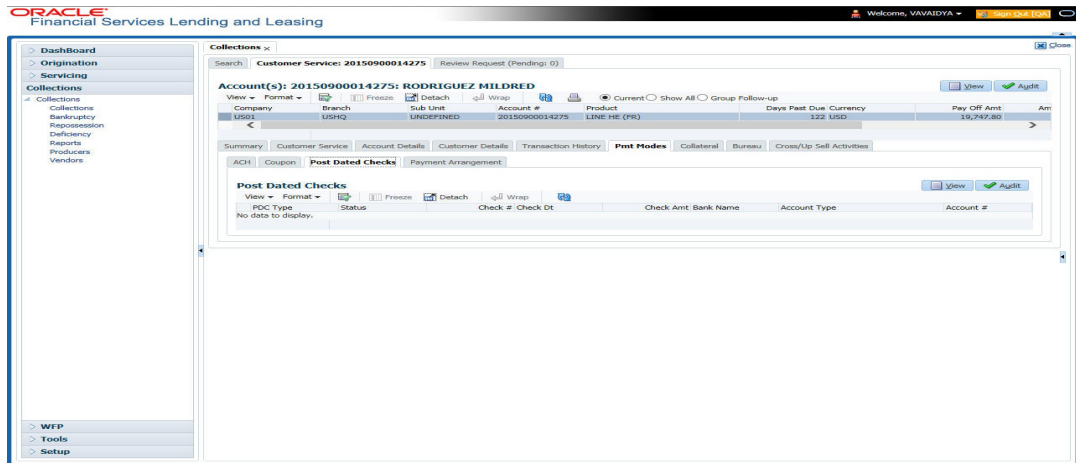 ORACLE
Financial Services Lending and Leasing
Welcome, VAVAIDYA
Sign Out [QA]
Close
DashBoard
Origination
Servicing
Collections
Collections
Collections
Bankruptcy
Repossession
Deficiency
Reports
Producers
Vendors
WFP
Tools
Setup
Collections x
Search Customer Service: 20150900014275 Review Request (Pending: 0)
Account(s): 20150900014275: RODRIGUEZ MILDRED
View Audit
View Format Freeze Detach Wrap Current Show All Group Follow-up
Company Branch Sub Unit Account # Product Days Past Due Currency Pay Off Amt Am
US01 USHQ UNDEFINED 20150900014275 LINE HE (FR) 122 USD 19,747.80
Summary Customer Service Account Details Customer Details Transaction History Pmt Modes Collateral Bureau Cross/Up Sell Activities
ACH Coupon Post Dated Checks Payment Arrangement
Post Dated Checks
View Audit
View Format Freeze Detach Wrap
PDC Type Status Check # Check Dt Check Amt Bank Name Account Type Account #
No data to display.